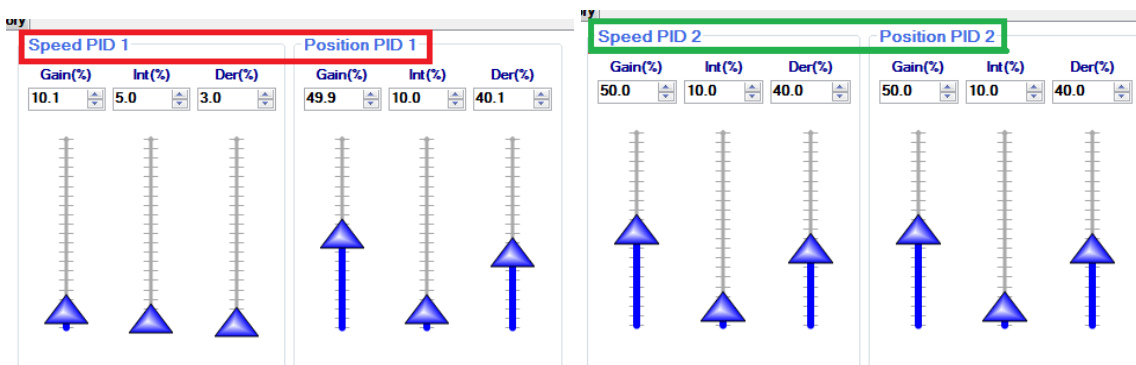 ory
Speed PID 1 Position PID 1
Gain(%) Int(%) Der(%) Gain(%) Int(%) Der(%)
10.1 5.0 3.0 49.9 10.0 40.1
Speed PID 2 Position PID 2
Gain(%) Int(%) Der(%) Gain(%) Int(%) Der(%)
50.0 10.0 40.0 50.0 10.0 40.0